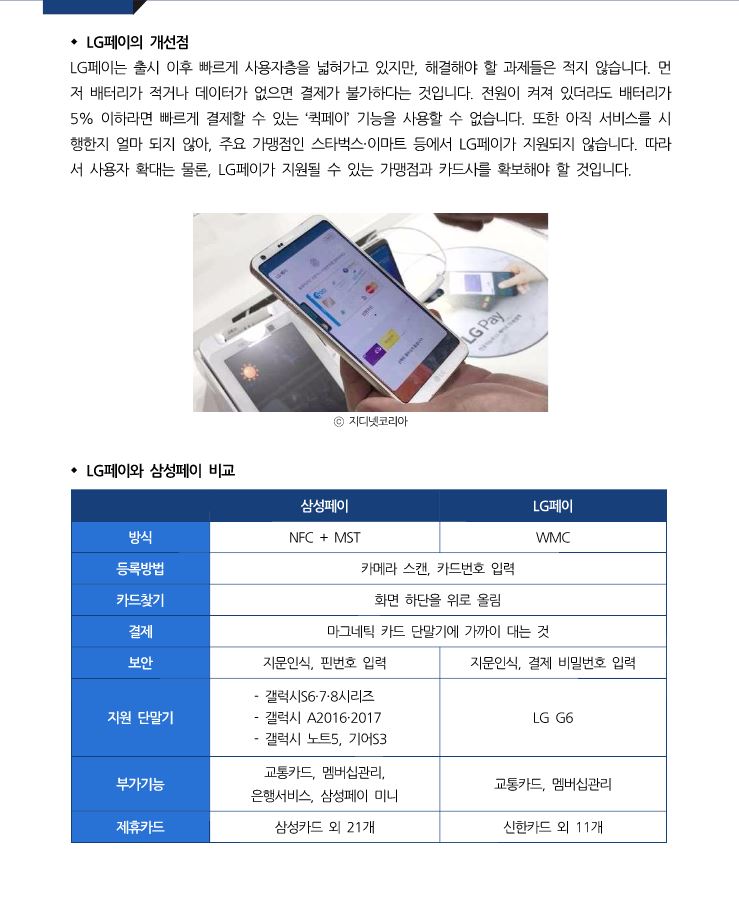 ◆ LG페이의 개선점
LG페이는 출시 이후 빠르게 사용자층을 넓혀가고 있지만, 해결해야 할 과제들은 적지 않습니다. 먼
저 배터리가 적거나 데이터가 없으면 결제가 불가하다는 것입니다. 전원이 켜져 있더라도 배터리가
5% 이하라면 빠르게 결제할 수 있는 '퀵페이' 기능을 사용할 수 없습니다. 또한 아직 서비스를 시
행한지 얼마 되지 않아, 주요 가맹점인 스타벅스·이마트 등에서 LG페이가 지원되지 않습니다. 따라
서 사용자 확대는 물론, LG페이가 지원될 수 있는 가맹점과 카드사를 확보해야 할 것입니다.
LG Pay
ⓒ 지디넷코리아
◆ LG페이와 삼성페이 비교
삼성페이 LG페이
방식 NFC + MST WMC
등록방법 카메라 스캔, 카드번호 입력
카드찾기 화면 하단을 위로 올림
결제 마그네틱 카드 단말기에 가까이 대는 것
보안 지문인식, 핀번호 입력 지문인식, 결제 비밀번호 입력
- 갤럭시S6·7·8시리즈
지원 단말기 - 갤럭시 A2016·2017 LG G6
- 갤럭시 노트5, 기어S3
부가기능 교통카드, 멤버십관리, 교통카드, 멤버십관리
은행서비스, 삼성페이 미니
제휴카드 삼성카드 외 21개 신한카드 외 11개